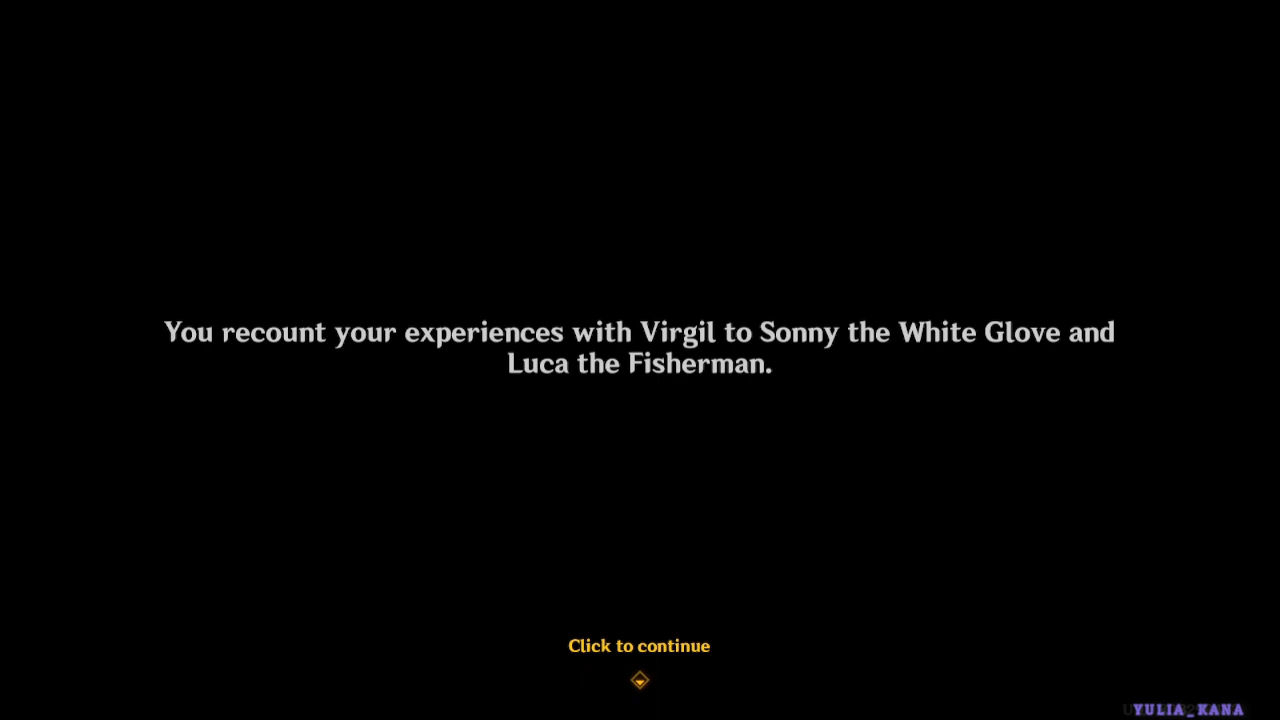 You recount your experiences with Virgil to Sonny the White Glove and
Luca the Fisherman.
Click to continue
YULIA_KANA